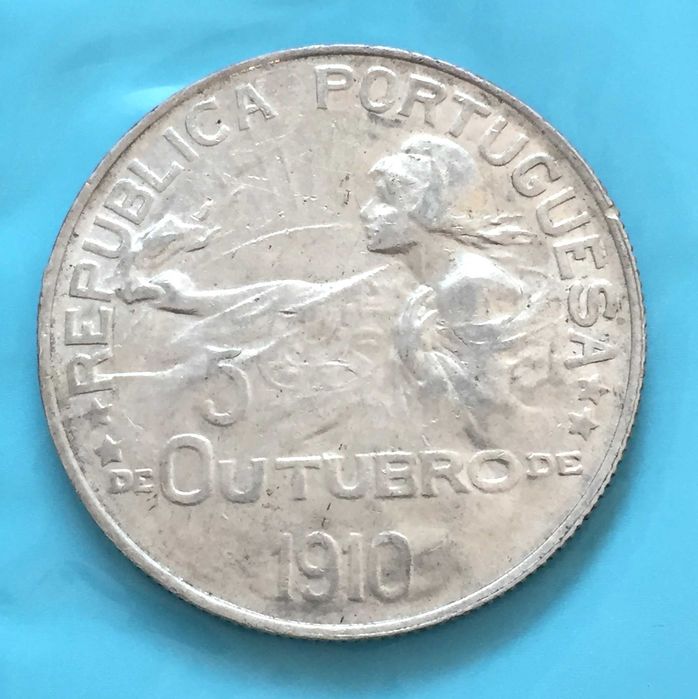 REPUBLICA PORTUGUESA
5
DE OUTUBRO DE
1910